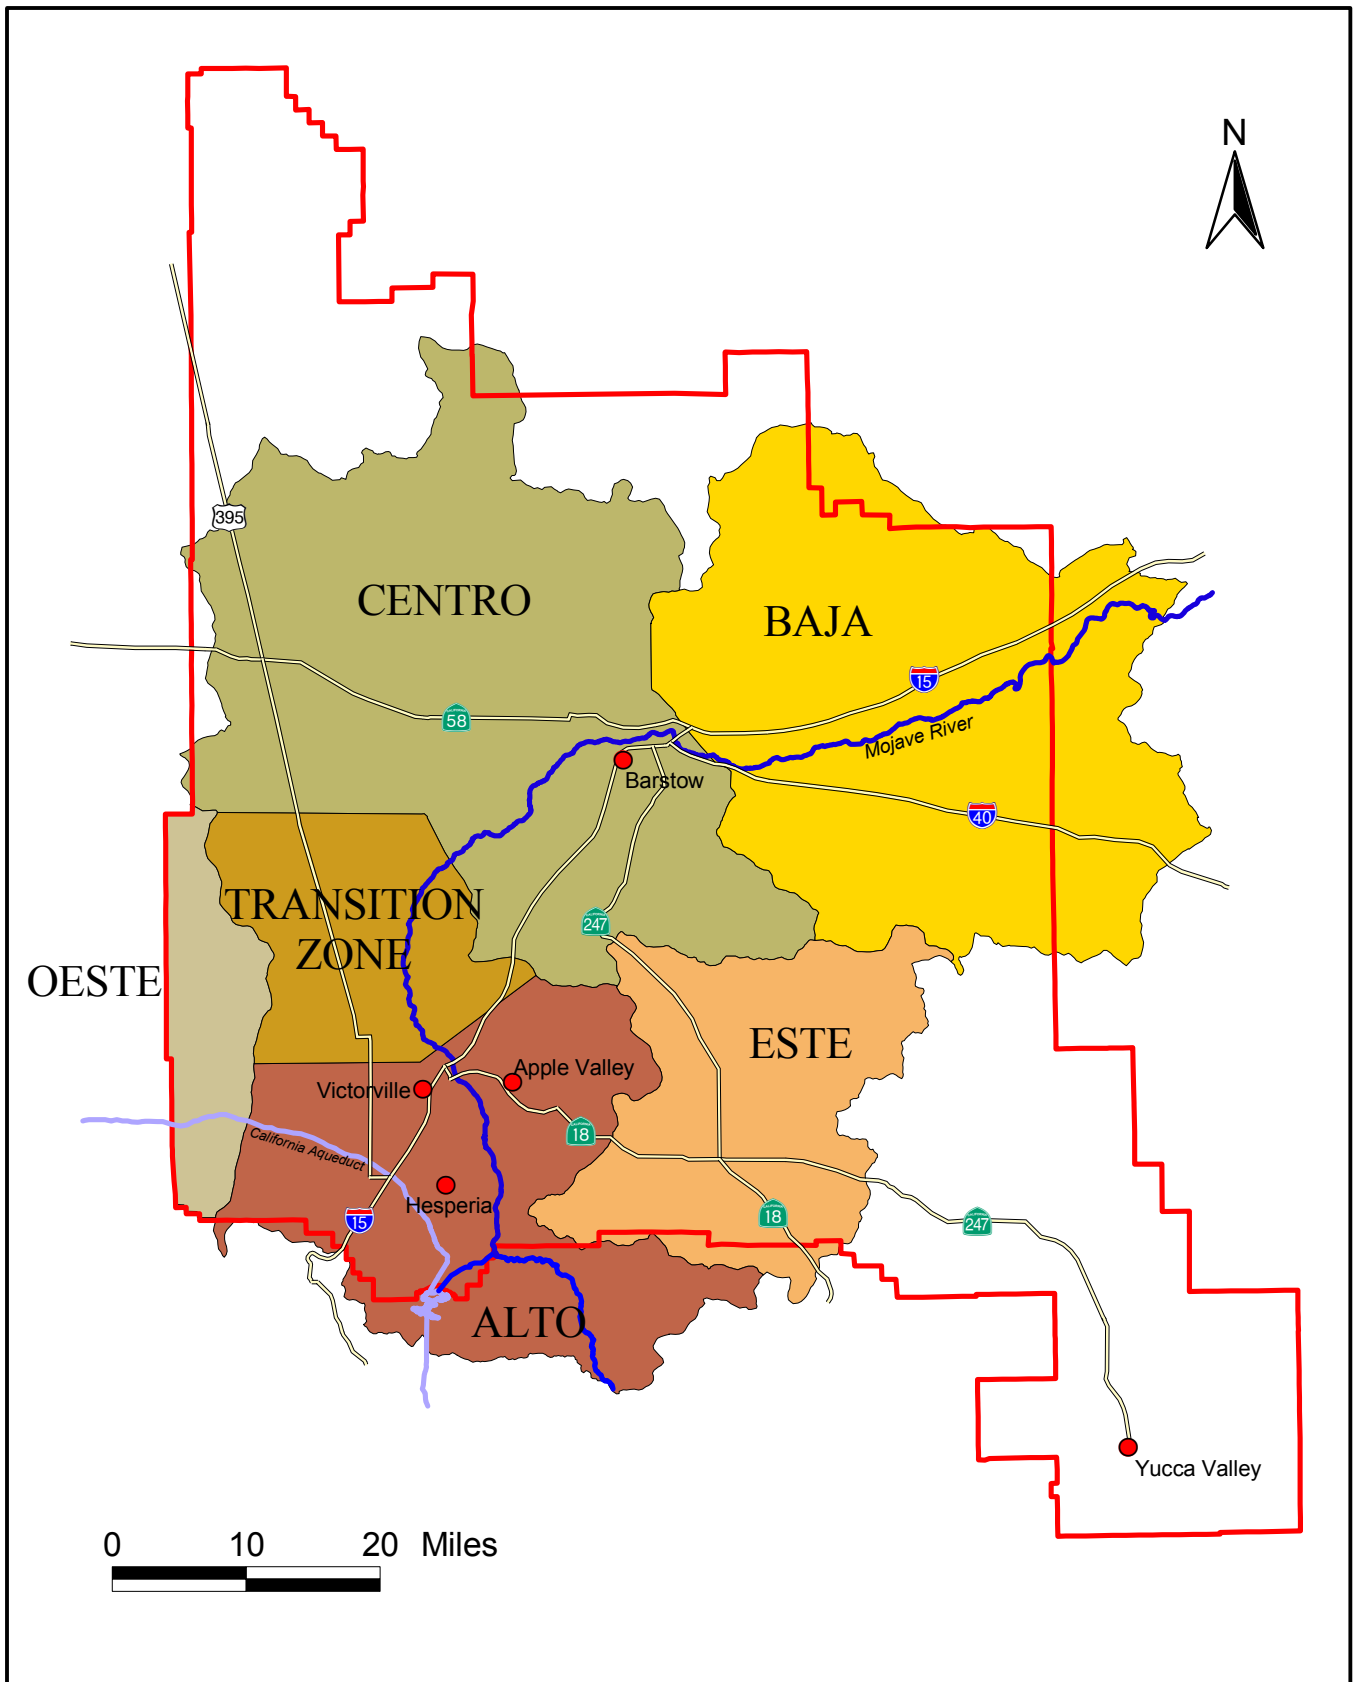 N
395
CENTRO
BAJA
15
58
Mojave River
Barstow
40
TRANSITION
ZONE
247
OESTE
ESTE
Apple Valley
Victorville
California Aqueduct
18
Hesperia
15
18
247
ALTO
Yucca Valley
0 10 20 Miles